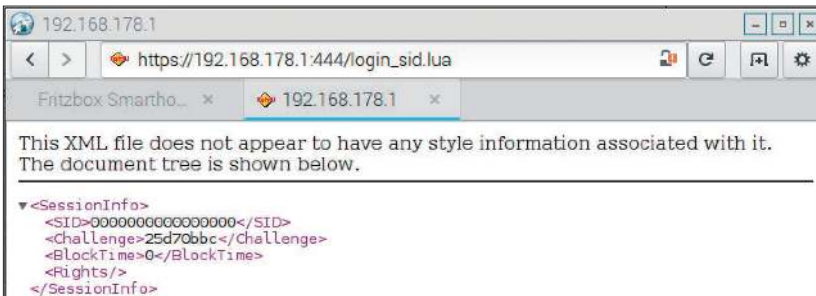 192.168.178.1
https://192.168.178.1:444/login_sid.lua
Fritzbox Smartho...
192.168.178.1
This XML file does not appear to have any style information associated with it.
The document tree is shown below.
<SessionInfo>
<SID>0000000000000000</SID>
<Challenge>25d70bbc</Challenge>
<BlockTime>0</BlockTime>
<Rights/>
</SessionInfo>